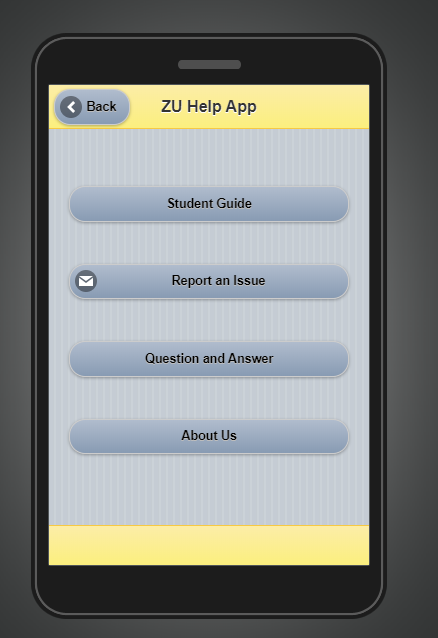 Back
ZU Help App
Student Guide
Report an Issue
Question and Answer
About Us